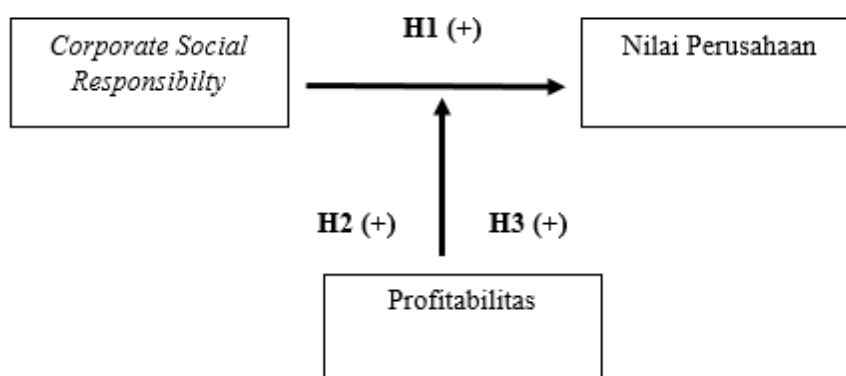 H1 (+)
Corporate Social
Responsibilty
Nilai Perusahaan
H2 (+)
H3 (+)
Profitabilitas